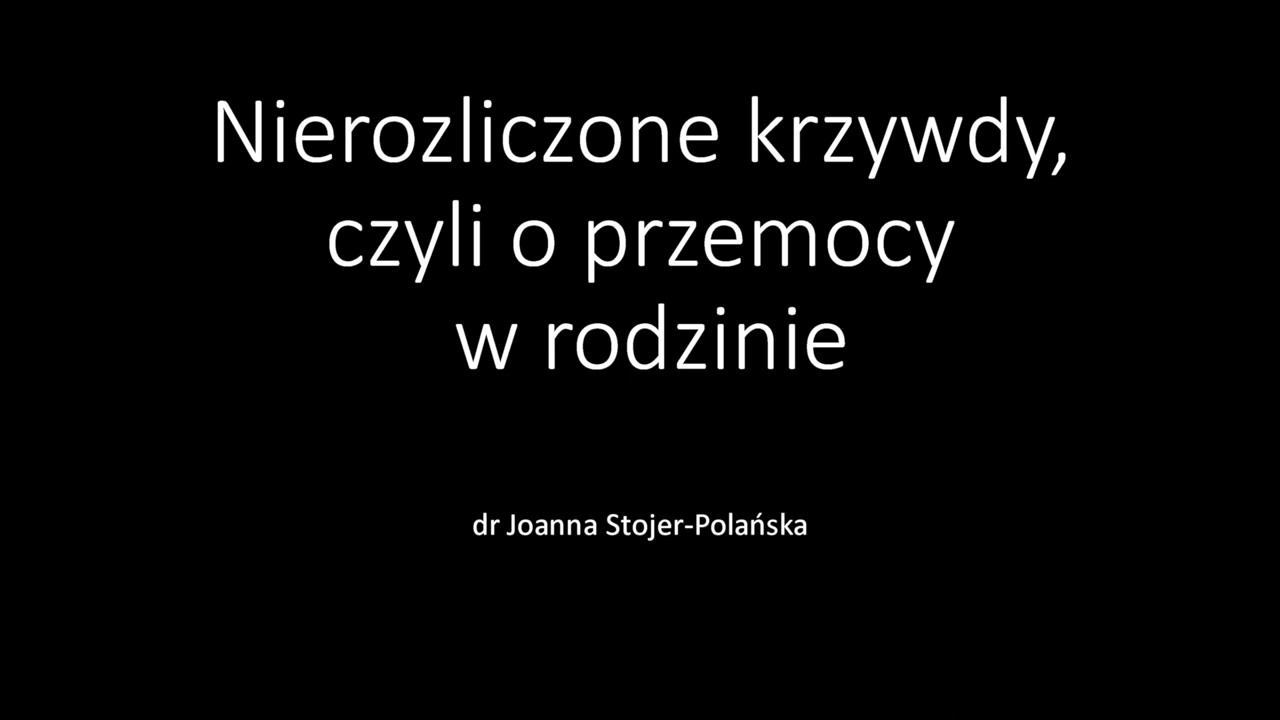 Nierozliczone krzywdy,
czyli o przemocy
w rodzinie
dr Joanna Stojer-Polańska